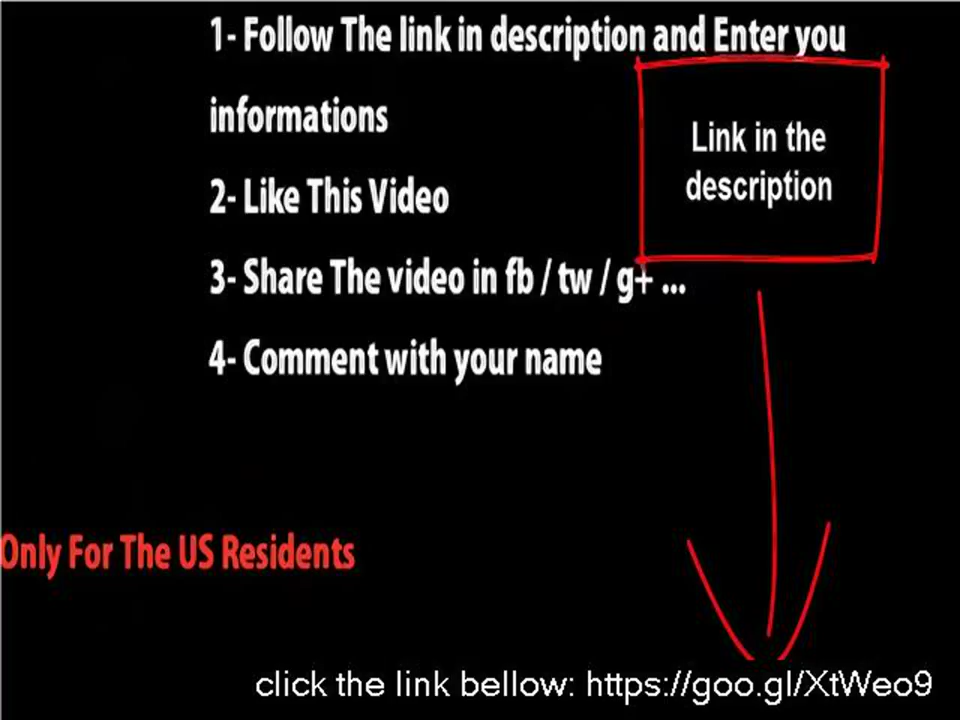 1- Follow The link in description and Enter you
informations
Link in the
description
2- Like This Video
3- Share The video in fb / tw / g+ ...
4- Comment with your name
Only For The US Residents
click the link bellow: https://goo.gl/XtWeo9